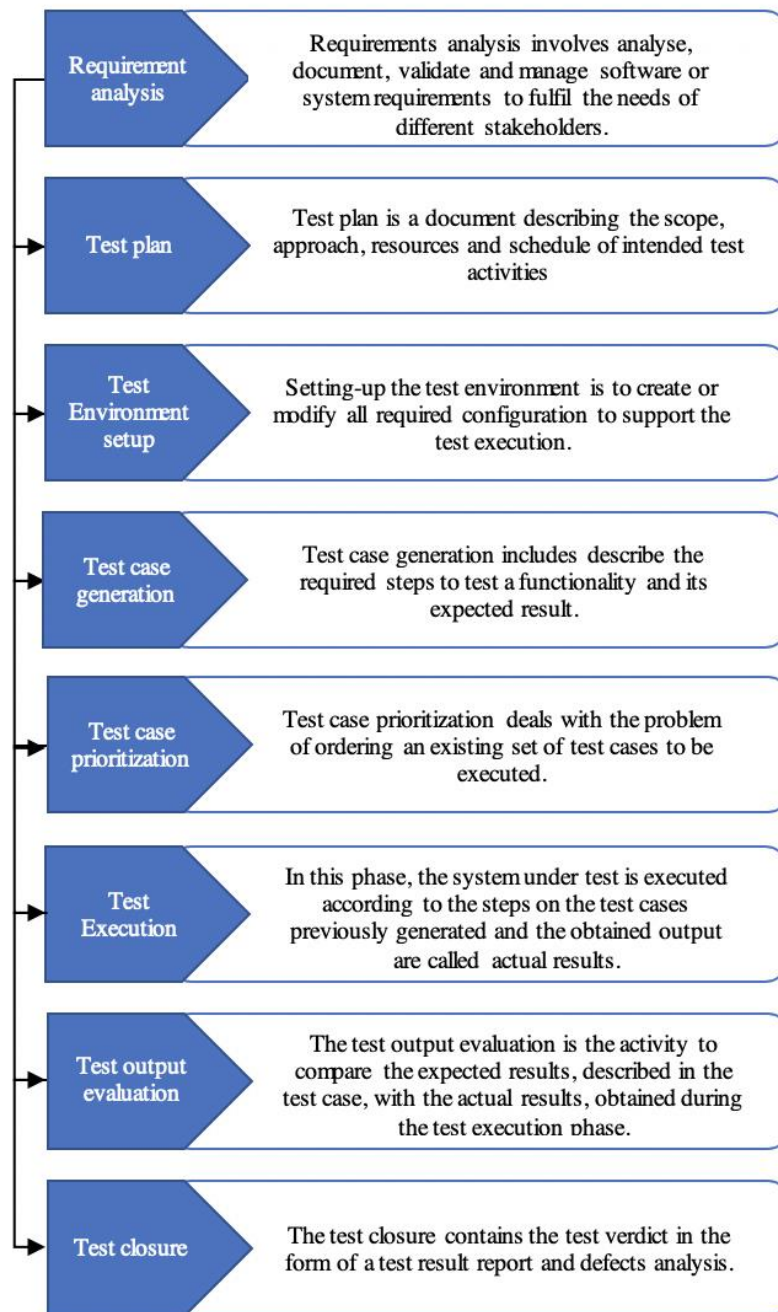 Requirement
analysis
Requirements analysis involves analyse,
document, validate and manage software or
system requirements to fulfil the needs of
different stakeholders.
Test plan
Test plan is a document describing the scope,
approach, resources and schedule of intended test
activities
Test
Environment
setup
Setting-up the test environment is to create or
modify all required configuration to support the
test execution.
Test case
generation
Test case generation includes describe the
required steps to test a functionality and its
expected result.
Test case
prioritization
Test case prioritization deals with the problem
of ordering an existing set of test cases to be
executed.
Test
Execution
In this phase, the system under test is executed
according to the steps on the test cases
previously generated and the obtained output
are called actual results.
Test output
evaluation
The test output evaluation is the activity to
compare the expected results, described in the
test case, with the actual results, obtained during
the test execution phase.
Test closure
The test closure contains the test verdict in the
form of a test result report and defects analysis.